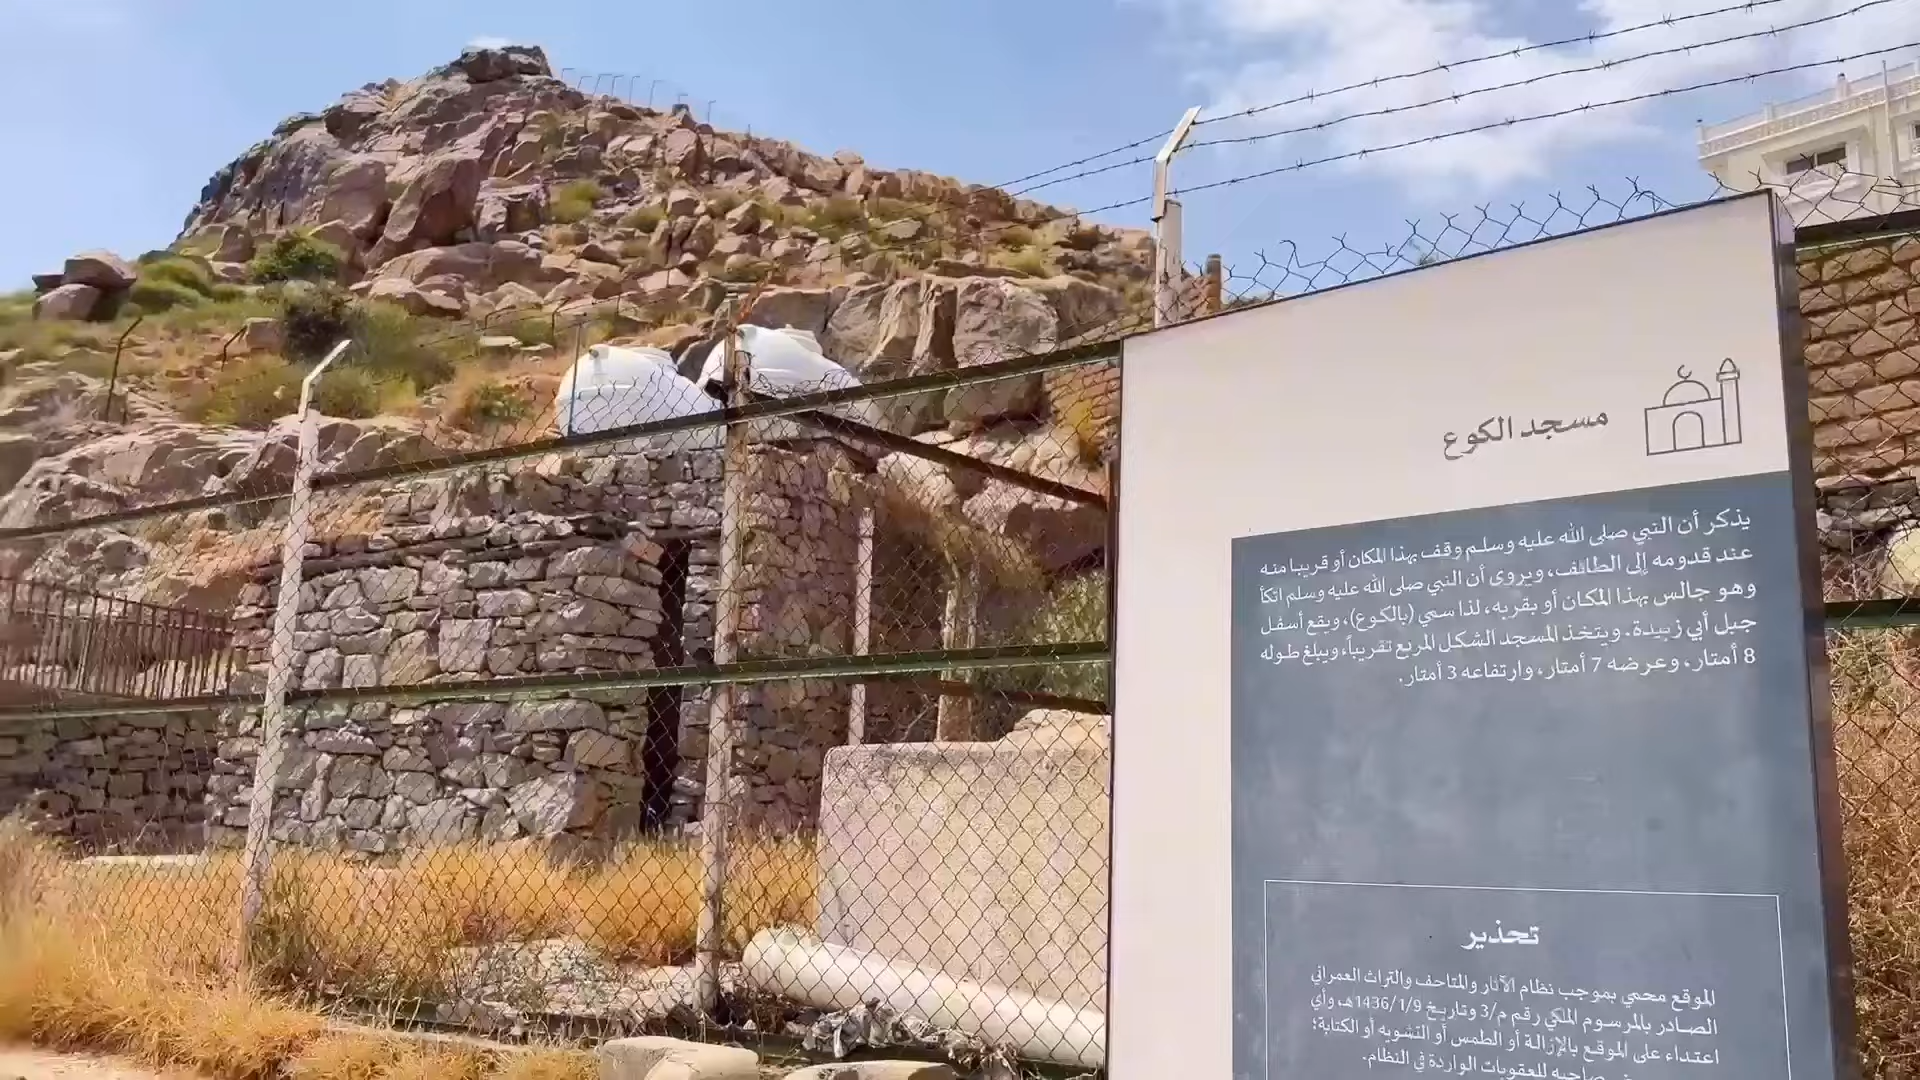 مسجد الكوع
يذكر أن النبي صلى الله عليه وسلم وقف بهذا المكان أو قريبا منه
عند قدومه إلى الطائف، ويروى أن النبي صلى الله عليه وسلم اتكأ
وهو جالس بهذا المكان أو بقربه، لذا سمي (بالكوع)، ويقع أسفل
جبل أبي زبيدة. ويتخذ المسجد الشكل المربع تقريباً، ويبلغ طوله
8 أمتار، وعرضه 7 أمتار، وارتفاعه 3 أمتار.
تحذير
الموقع محمي بموجب نظام الآثار والمتاحف والتراث العمراني
الصادر بالمرسوم الملكي رقم م/3 وتاريخ 1436/1/9هـ، وأي
اعتداء على الموقع بالإزالة أو الطمس أو التشويه أو الكتابة؛
صاحبه للعقوبات الواردة في النظام.